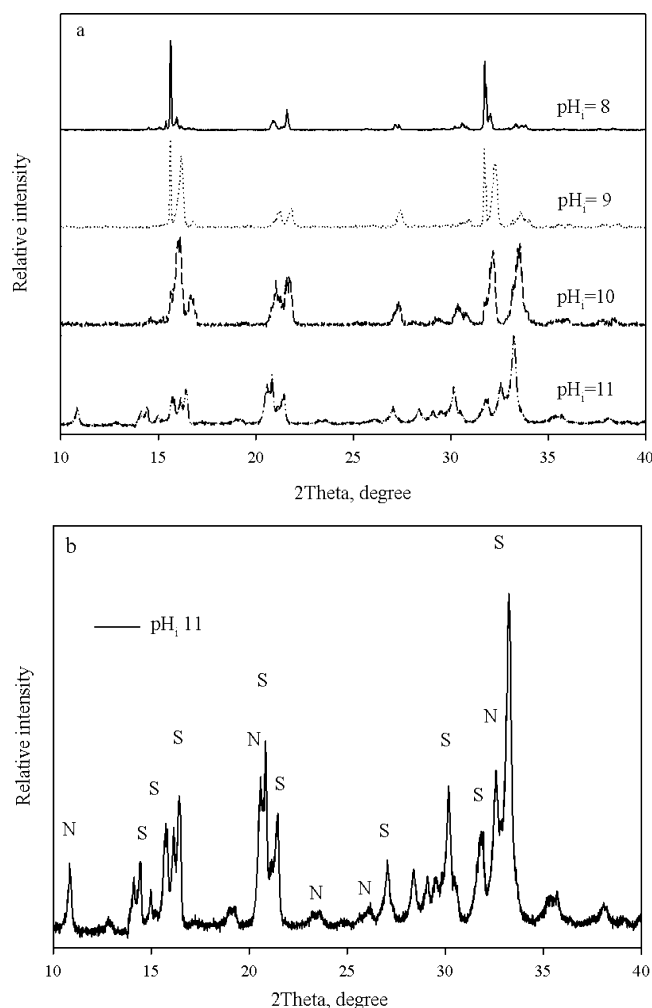 a
pHi= 8
pHi= 9
pHi=10
pHi=11
Relative intensity
10 15 20 25 30 35 40
2Theta, degree
b
S
pHi 11
S
N
S
N
S
S
S
S
N
S
S
S
N
N
Relative intensity
10 15 20 25 30 35 40
2Theta, degree